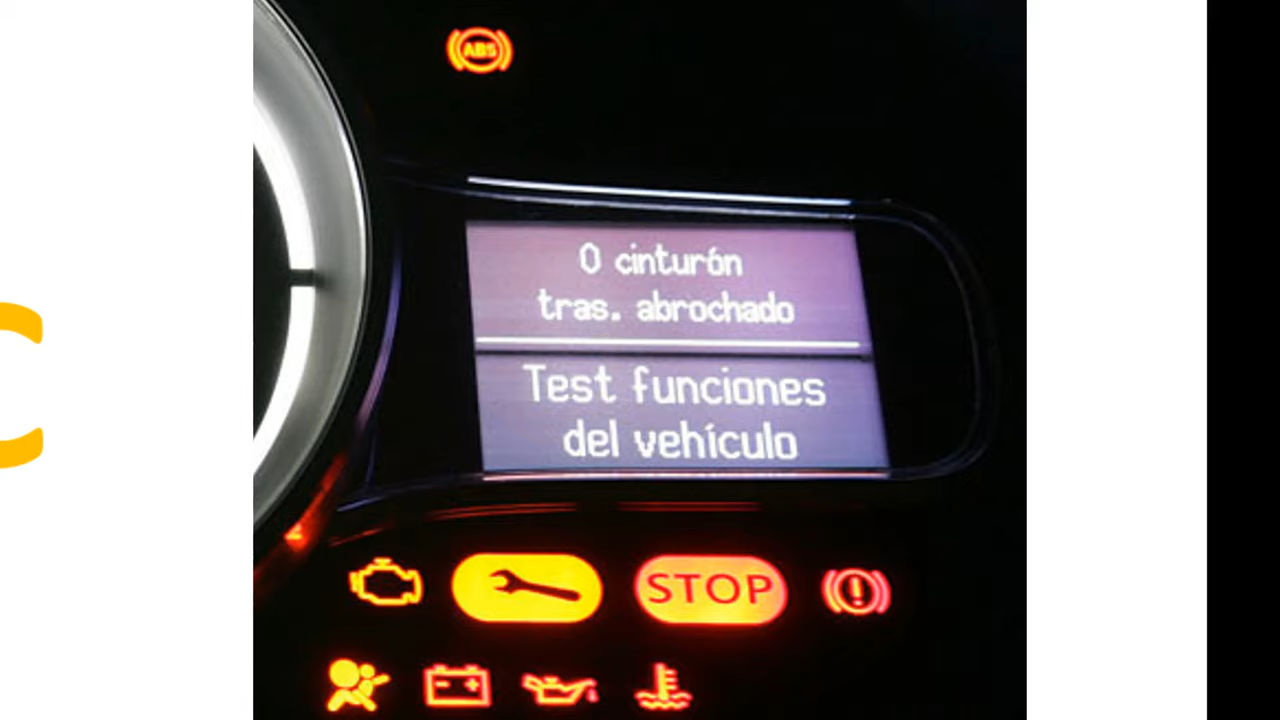 ABS
0 cinturón
tras. abrochado
Test funciones
del vehículo
STOP